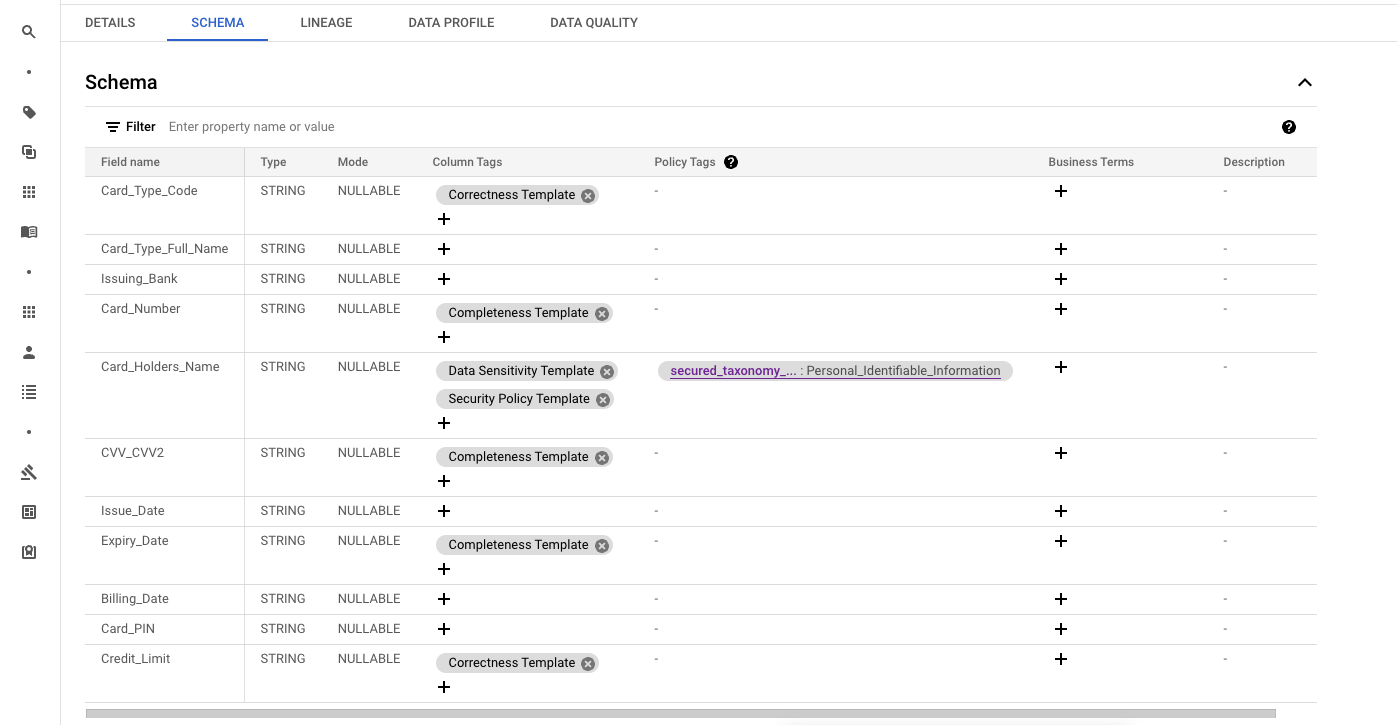 DETAILS SCHEMA LINEAGE DATA PROFILE DATA QUALITY
Schema
Filter Enter property name or value
Field name Type Mode Column Tags Policy Tags Business Terms Description
Card_Type_Code STRING NULLABLE Correctness Template - + -
+
Card_Type_Full_Name STRING NULLABLE + - + -
Issuing_Bank STRING NULLABLE + - + -
Card_Number STRING NULLABLE Completeness Template - + -
+
Card_Holders_Name STRING NULLABLE Data Sensitivity Template secured_taxonomy_... : Personal_Identifiable_Information + -
Security Policy Template
+
CVV_CVV2 STRING NULLABLE Completeness Template - + -
+
Issue_Date STRING NULLABLE + - + -
Expiry_Date STRING NULLABLE Completeness Template - + -
+
Billing_Date STRING NULLABLE + - + -
Card_PIN STRING NULLABLE + - + -
Credit_Limit STRING NULLABLE Correctness Template - + -
+